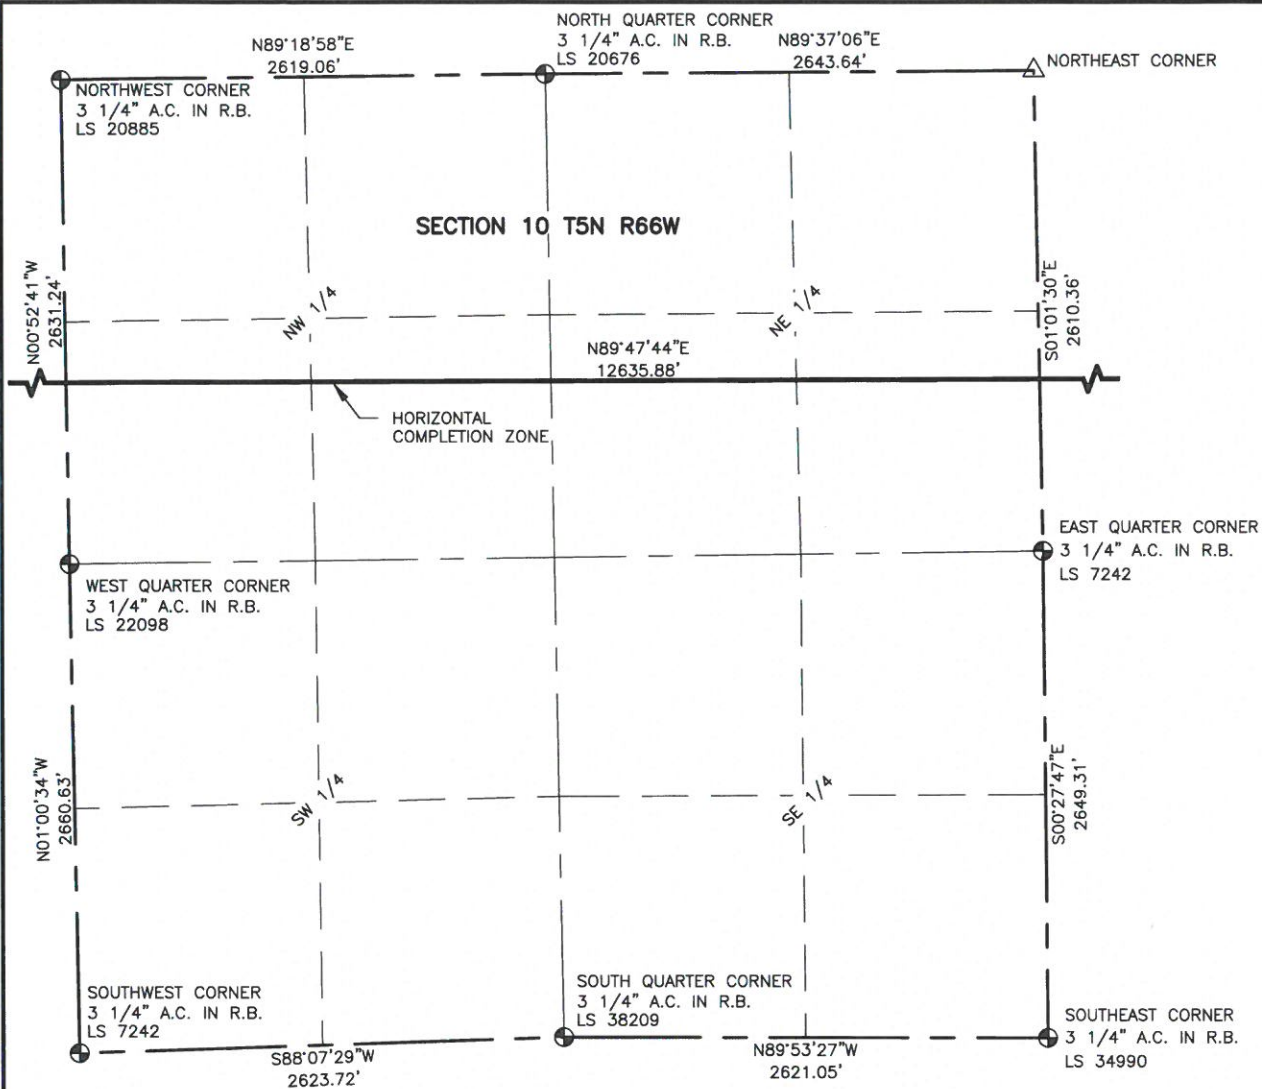 NORTH QUARTER CORNER
3 1/4" A.C. IN R.B.
LS 20676
N89°18'58"E
2619.06'
N89°37'06"E
2643.64'
NORTHEAST CORNER
NORTHWEST CORNER
3 1/4" A.C. IN R.B.
LS 20885
SECTION 10 T5N R66W
N00°52'41"W
2631.24'
NW 1/4
NE 1/4
S01°01'30"E
2610.36'
N89°47'44"E
12635.88'
HORIZONTAL
COMPLETION ZONE
EAST QUARTER CORNER
3 1/4" A.C. IN R.B.
LS 7242
WEST QUARTER CORNER
3 1/4" A.C. IN R.B.
LS 22098
N01°00'34"W
2660.63'
SW 1/4
SE 1/4
S00°27'47"E
2649.31'
SOUTHWEST CORNER
3 1/4" A.C. IN R.B.
LS 7242
SOUTH QUARTER CORNER
3 1/4" A.C. IN R.B.
LS 38209
SOUTHEAST CORNER
3 1/4" A.C. IN R.B.
LS 34990
S88°07'29"W
2623.72'
N89°53'27"W
2621.05'